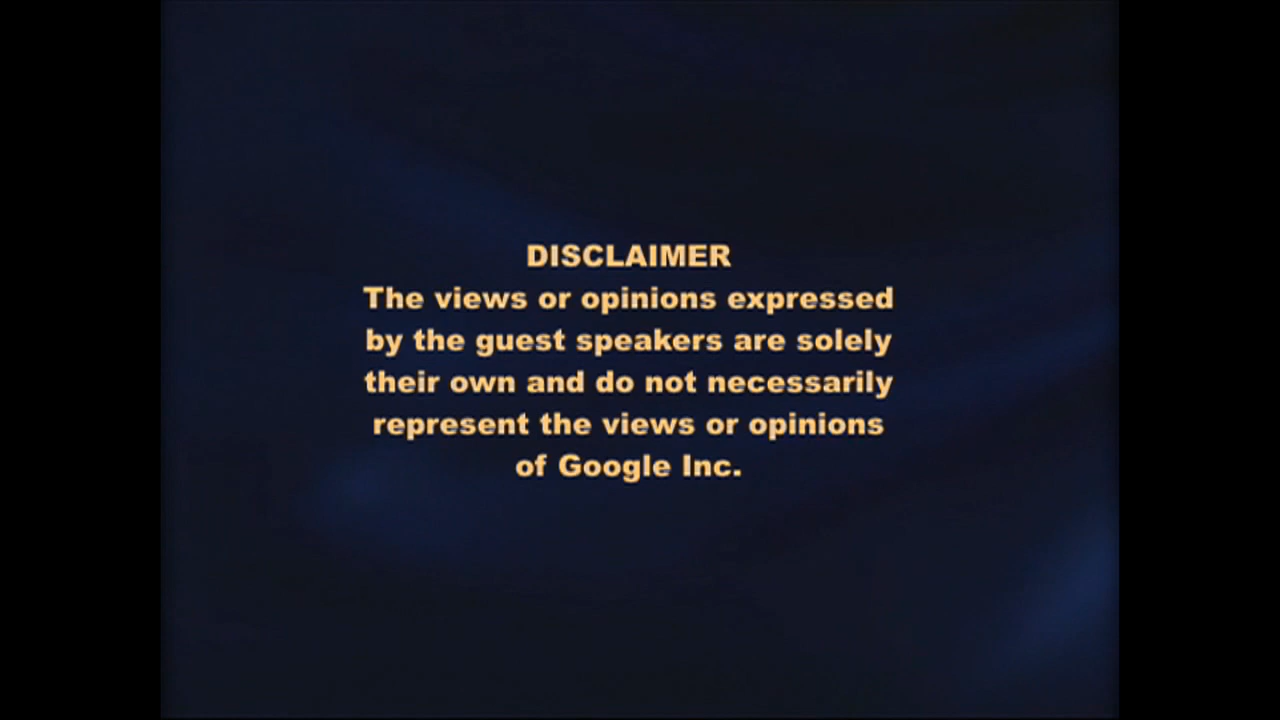 DISCLAIMER
The views or opinions expressed
by the guest speakers are solely
their own and do not necessarily
represent the views or opinions
of Google Inc.